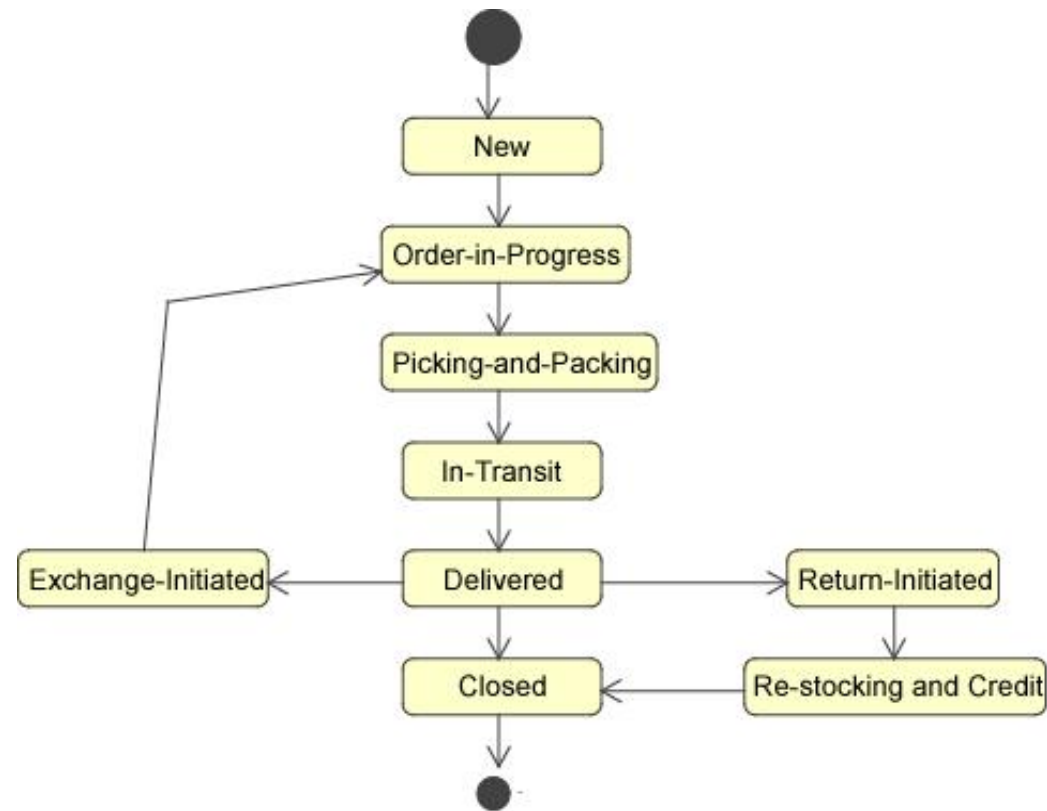 New
Order-in-Progress
Picking-and-Packing
In-Transit
Exchange-Initiated
Delivered
Return-Initiated
Closed
Re-stocking and Credit